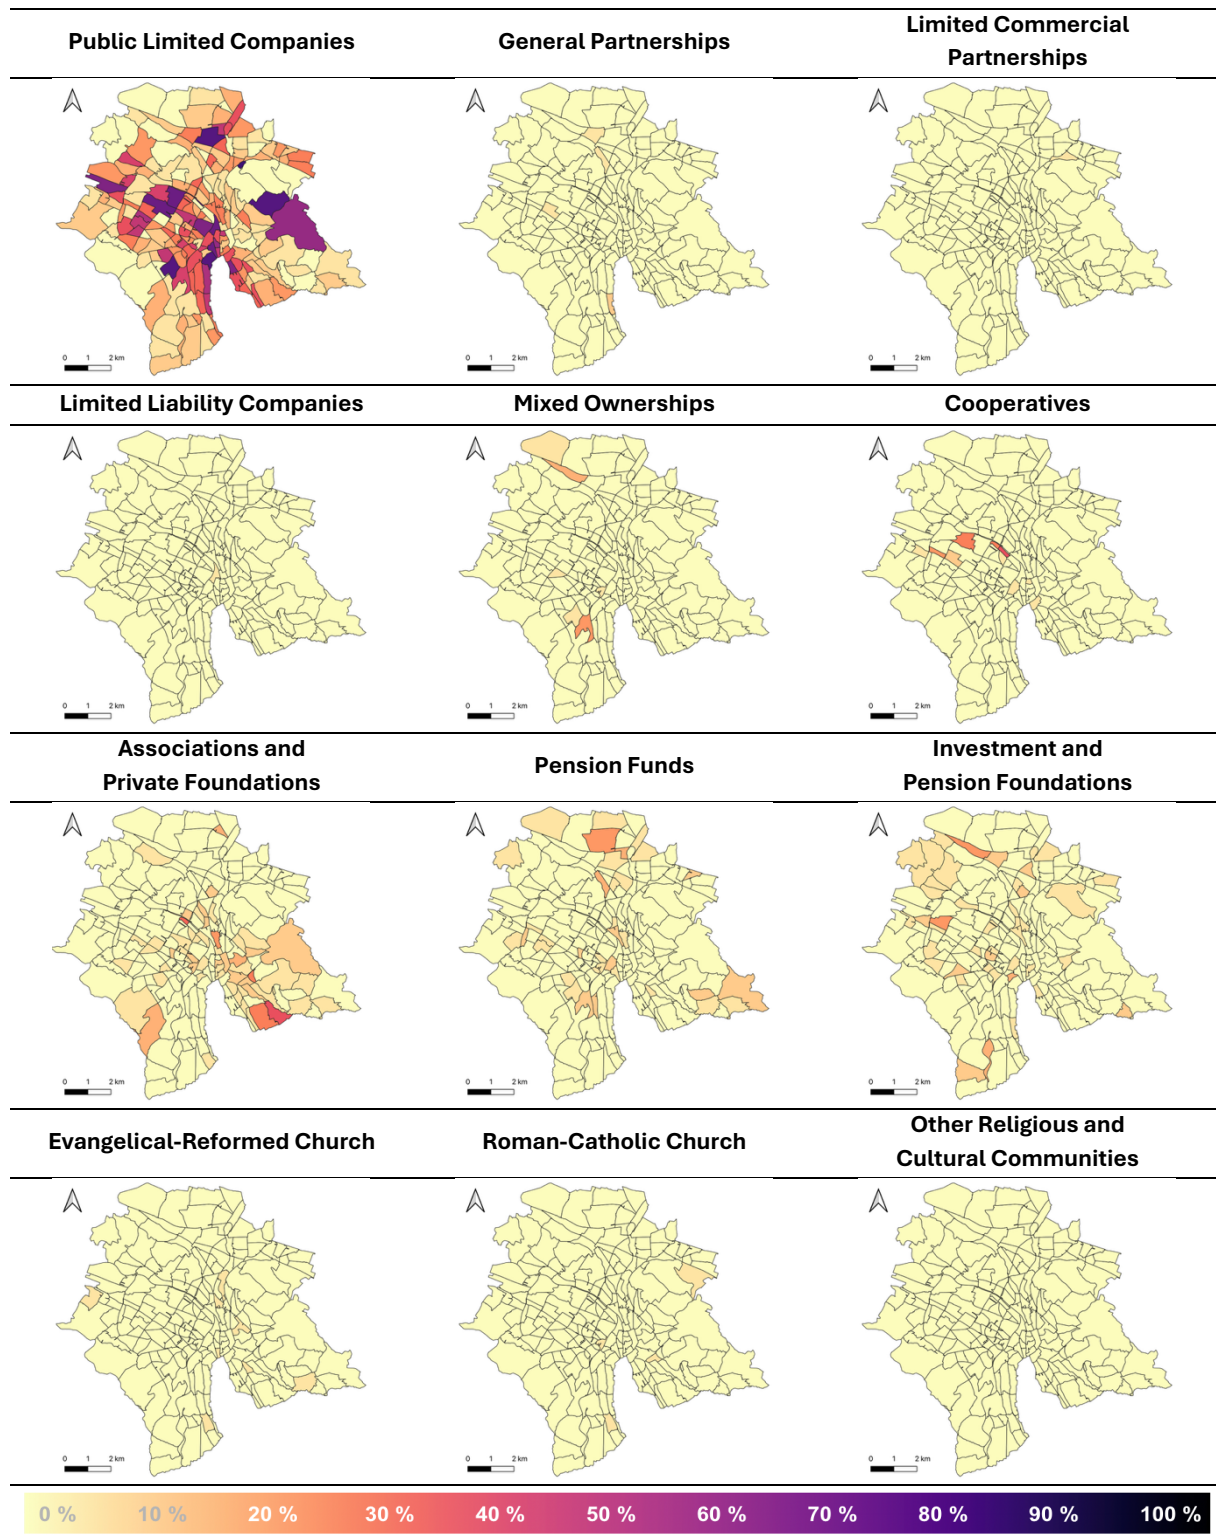 Public Limited Companies
General Partnerships
Limited Commercial
Partnerships
0 1 2 km
0 1 2 km
0 1 2 km
Limited Liability Companies
Mixed Ownerships
Cooperatives
0 1 2 km
0 1 2 km
0 1 2 km
Associations and
Private Foundations
Pension Funds
Investment and
Pension Foundations
0 1 2 km
0 1 2 km
0 1 2 km
Evangelical-Reformed Church
Roman-Catholic Church
Other Religious and
Cultural Communities
0 1 2 km
0 1 2 km
0 1 2 km
0 % 10 % 20 % 30 % 40 % 50 % 60 % 70 % 80 % 90 % 100 %